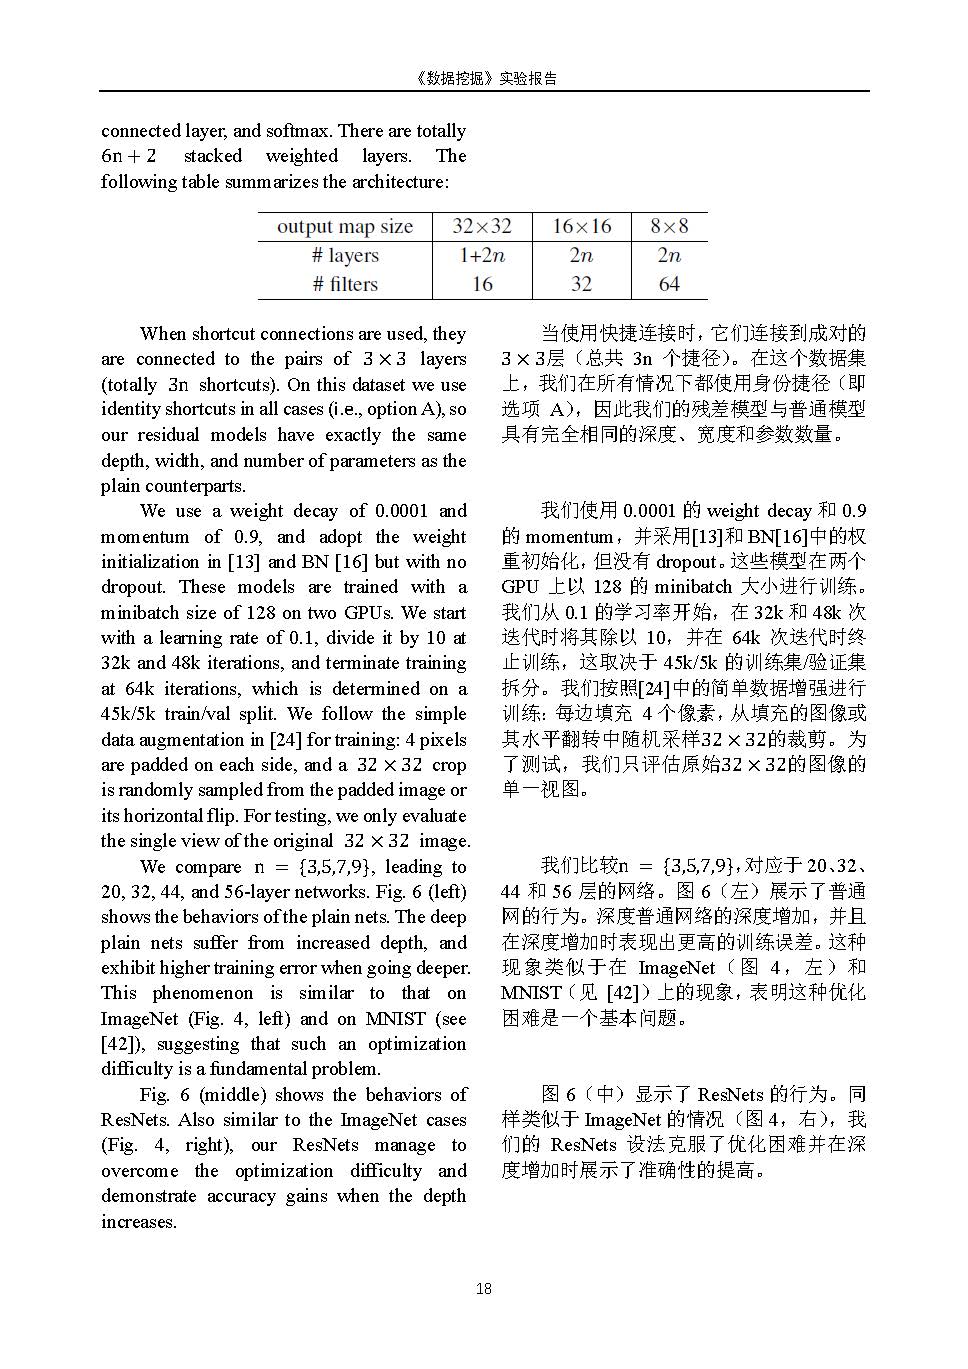 《数据挖掘》实验报告
connected layer, and softmax. There are totally
6n + 2 stacked weighted layers. The
following table summarizes the architecture:
output map size 32×32 16×16 8×8
# layers 1+2n 2n 2n
# filters 16 32 64
When shortcut connections are used, they
are connected to the pairs of 3 × 3 layers
(totally 3n shortcuts). On this dataset we use
identity shortcuts in all cases (i.e., option A), so
our residual models have exactly the same
depth, width, and number of parameters as the
plain counterparts.
当使用快捷连接时，它们连接到成对的
3 × 3层（总共 3n 个捷径）。在这个数据集
上，我们在所有情况下都使用身份捷径（即
选项 A），因此我们的残差模型与普通模型
具有完全相同的深度、宽度和参数数量。
We use a weight decay of 0.0001 and
momentum of 0.9, and adopt the weight
initialization in [13] and BN [16] but with no
dropout. These models are trained with a
minibatch size of 128 on two GPUs. We start
with a learning rate of 0.1, divide it by 10 at
32k and 48k iterations, and terminate training
at 64k iterations, which is determined on a
45k/5k train/val split. We follow the simple
data augmentation in [24] for training: 4 pixels
are padded on each side, and a 32 × 32 crop
is randomly sampled from the padded image or
its horizontal flip. For testing, we only evaluate
the single view of the original 32 × 32 image.
我们使用 0.0001 的 weight decay 和 0.9
的 momentum，并采用[13]和 BN[16]中的权
重初始化，但没有 dropout。这些模型在两个
GPU 上以 128 的 minibatch 大小进行训练。
我们从 0.1 的学习率开始，在 32k 和 48k 次
迭代时将其除以 10，并在 64k 次迭代时终
止训练，这取决于 45k/5k 的训练集/验证集
拆分。我们按照[24]中的简单数据增强进行
训练：每边填充 4 个像素，从填充的图像或
其水平翻转中随机采样32 × 32的裁剪。为
了测试，我们只评估原始32 × 32的图像的
单一视图。
We compare n = {3,5,7,9}, leading to
20, 32, 44, and 56-layer networks. Fig. 6 (left)
shows the behaviors of the plain nets. The deep
plain nets suffer from increased depth, and
exhibit higher training error when going deeper.
This phenomenon is similar to that on
ImageNet (Fig. 4, left) and on MNIST (see
[42]), suggesting that such an optimization
difficulty is a fundamental problem.
我们比较n = {3,5,7,9}，对应于 20、32、
44 和 56 层的网络。图 6（左）展示了普通
网的行为。深度普通网络的深度增加，并且
在深度增加时表现出更高的训练误差。这种
现象类似于在 ImageNet（图 4，左）和
MNIST（见 [42]）上的现象，表明这种优化
困难是一个基本问题。
Fig. 6 (middle) shows the behaviors of
ResNets. Also similar to the ImageNet cases
(Fig. 4, right), our ResNets manage to
overcome the optimization difficulty and
demonstrate accuracy gains when the depth
increases.
图 6（中）显示了 ResNets 的行为。同
样类似于 ImageNet 的情况（图 4，右），我
们的 ResNets 设法克服了优化困难并在深
度增加时展示了准确性的提高。
18